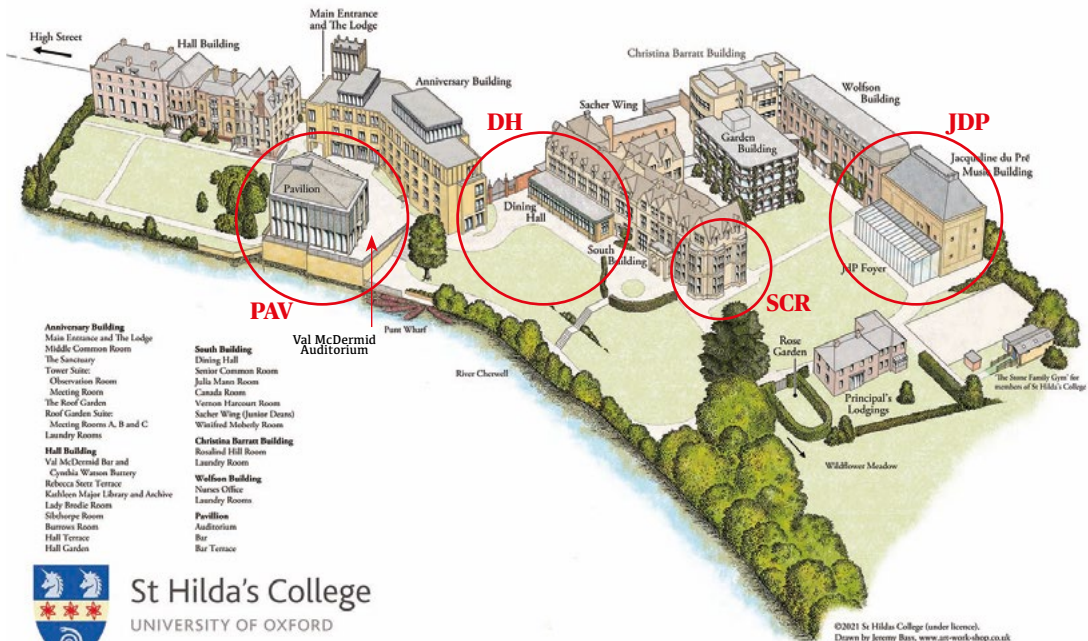 Main Entrance
and The Lodge
High Street
Hall Building
Anniversary Building
Christina Barratt Building
Wolfson
Building
Sacher Wing
DH
JDP
Garden
Building
Jacqueline du Pré
Music Building
Pavilion
Dining
Hall
South
Building
JdP Foyer
SCR
PAV
Val McDermid
Auditorium
Punt Wharf
River Cherwell
Rose
Garden
Principal's
Lodgings
'The Stone Family Gym' for
members of St Hilda's College
Wildflower Meadow
Anniversary Building
Main Entrance and The Lodge
Middle Common Room
The Sanctuary
Tower Suite:
Observation Room
Meeting Room
The Roof Garden
Roof Garden Suite:
Meeting Rooms A, B and C
Laundry Rooms
Hall Building
Val McDermid Bar and
Cynthia Watson Buttery
Rebecca Stetz Terrace
Kathleen Major Library and Archive
Lady Brodie Room
Sibthorpe Room
Burrows Room
Hall Terrace
Hall Garden
South Building
Dining Hall
Senior Common Room
Julia Mann Room
Canada Room
Vernon Harcourt Room
Sacher Wing (Junior Deans)
Winifred Moberly Room
Christina Barratt Building
Rosalind Hill Room
Laundry Room
Wolfson Building
Nurses Office
Laundry Rooms
Pavillion
Auditorium
Bar
Bar Terrace
St Hilda's College
UNIVERSITY OF OXFORD
©2021 St Hildas College (under licence).
Drawn by Jeremy Bays, www.art-work-shop.co.uk